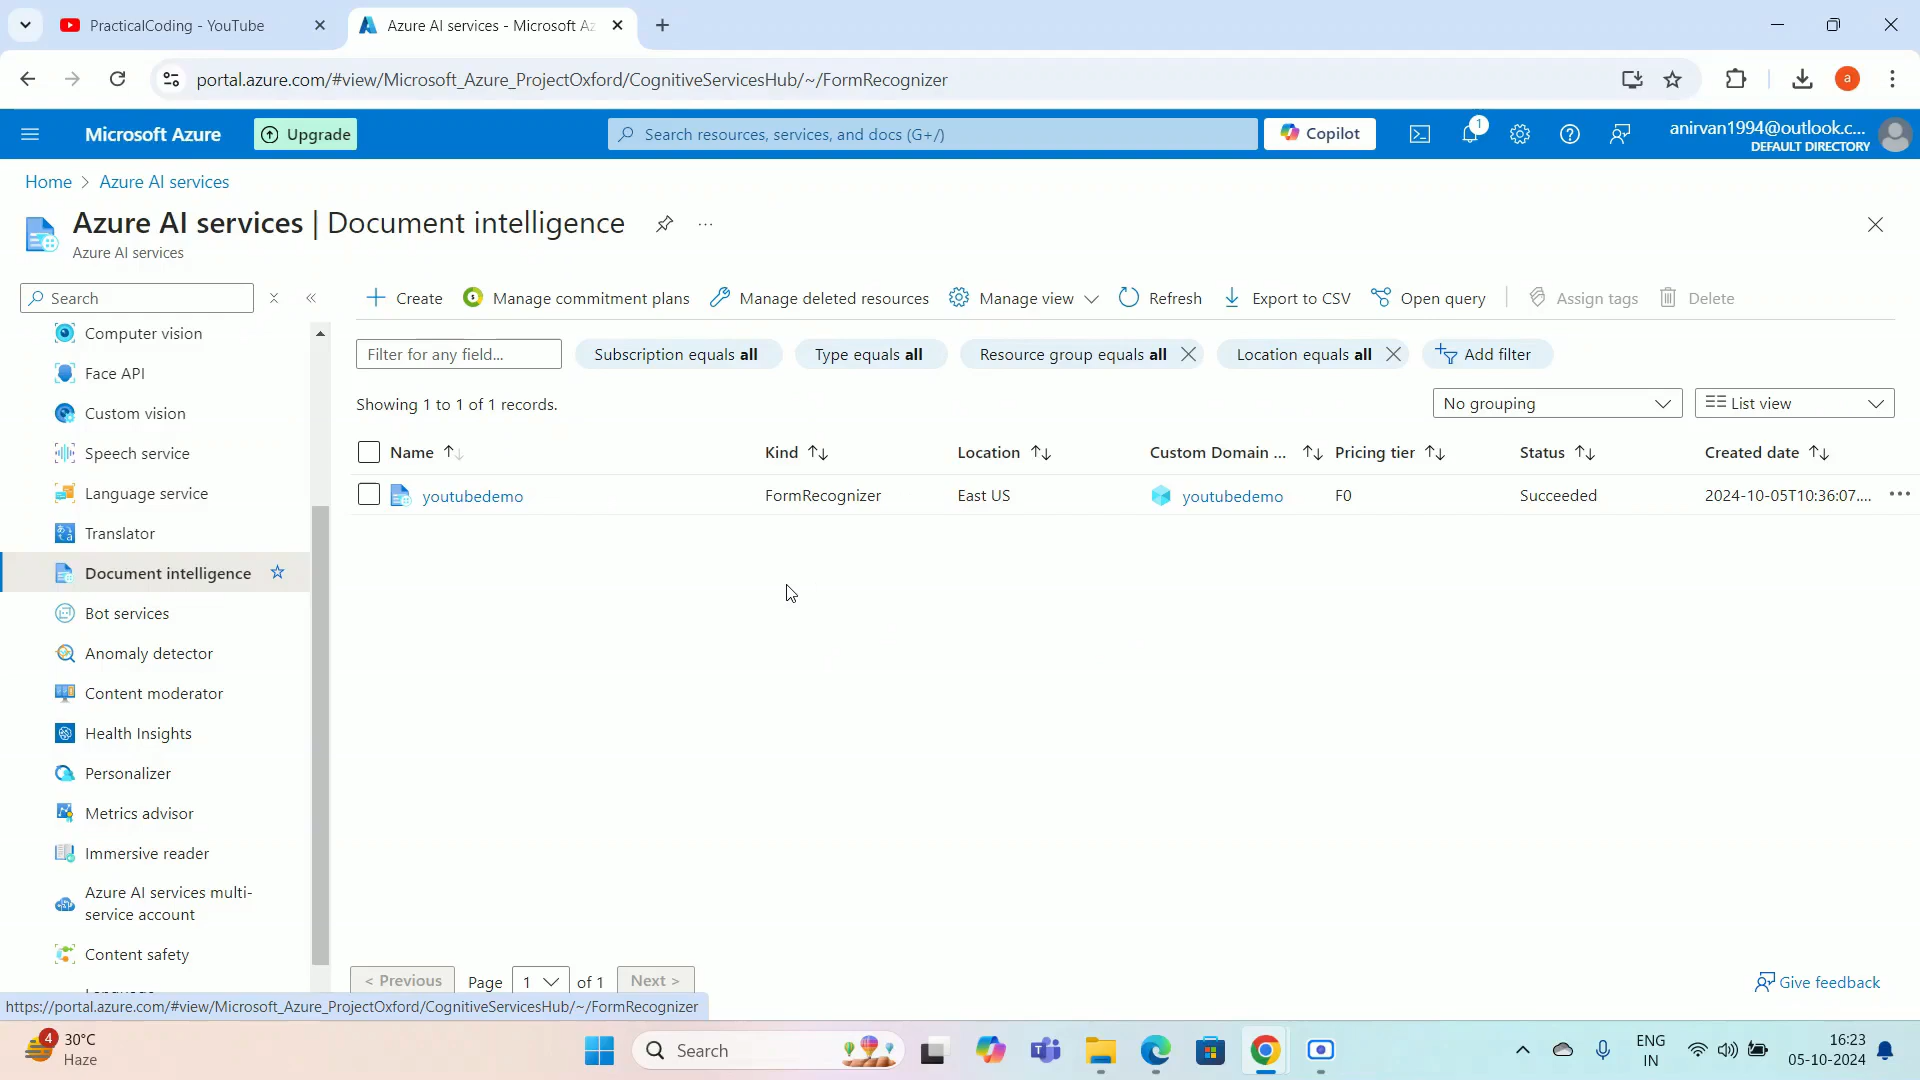 PracticalCoding - YouTube
Azure AI services - Microsoft Az
portal.azure.com/#view/Microsoft_Azure_ProjectOxford/CognitiveServicesHub/~/FormRecognizer
a
Microsoft Azure
Upgrade
Search resources, services, and docs (G+/)
Copilot
1
anirvan1994@outlook.c...
DEFAULT DIRECTORY
Home > Azure AI services
Azure AI services | Document intelligence
Azure AI services
Search
Create
Manage commitment plans
Manage deleted resources
Manage view
Refresh
Export to CSV
Open query
Assign tags
Delete
Filter for any field...
Subscription equals all
Type equals all
Resource group equals all
Location equals all
Add filter
Showing 1 to 1 of 1 records.
No grouping
List view
Name
Kind
Location
Custom Domain ...
Pricing tier
Status
Created date
youtubedemo
FormRecognizer
East US
youtubedemo
F0
Succeeded
2024-10-05T10:36:07....
Computer vision
Face API
Custom vision
Speech service
Language service
Translator
Document intelligence
Bot services
Anomaly detector
Content moderator
Health Insights
Personalizer
Metrics advisor
Immersive reader
Azure AI services multi-
service account
Content safety
< Previous
Page 1 of 1
Next >
Give feedback
https://portal.azure.com/#view/Microsoft_Azure_ProjectOxford/CognitiveServicesHub/~/FormRecognizer
4
30°C
Haze
Search
ENG
IN
16:23
05-10-2024